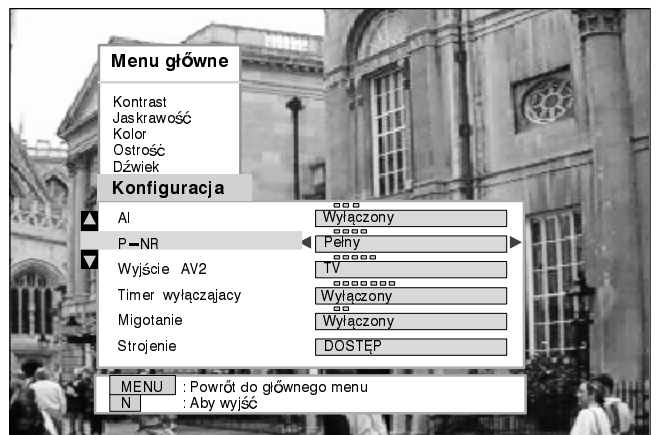 Menu główne
Kontrast
Jaskrawość
Kolor
Ostrość
Dźwiek
Konfiguracja
AI Wyłączony
P–NR Pełny
Wyjście AV2 TV
Timer wyłączajacy Wyłączony
Migotanie Wyłączony
Strojenie DOSTĘP
MENU : Powrót do głównego menu
N : Aby wyjść